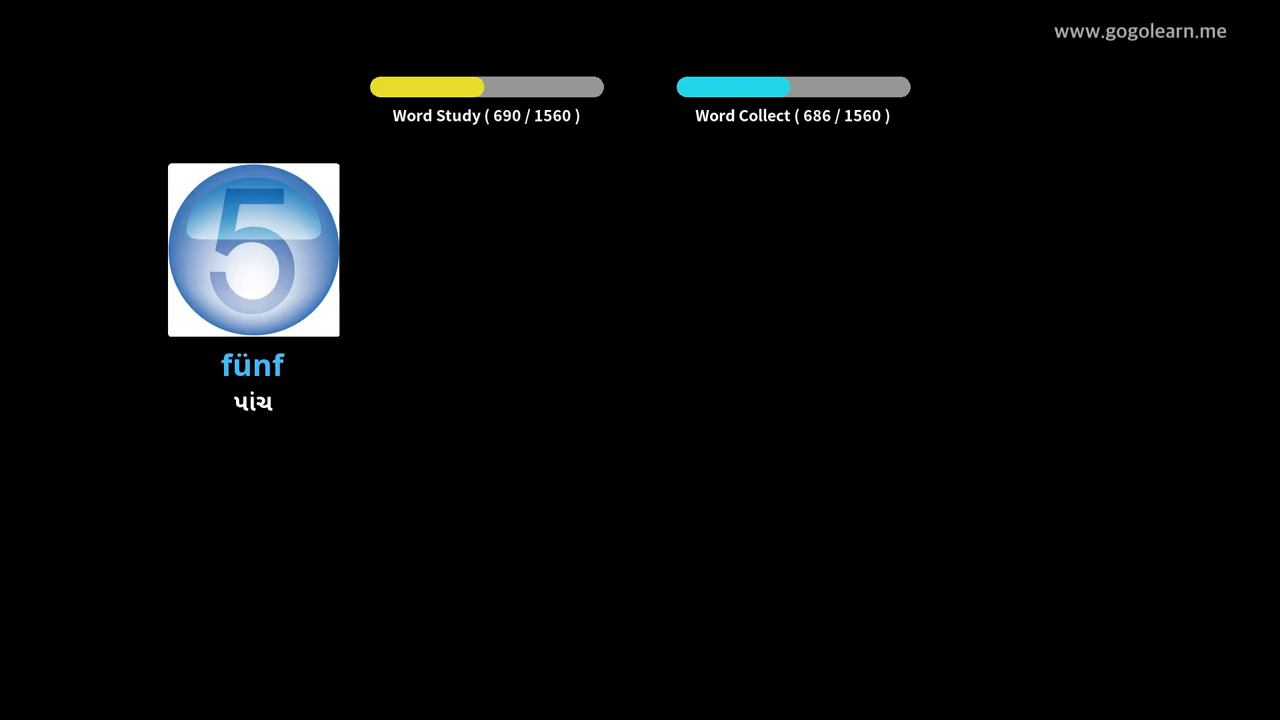 www.gogolearn.me
Word Study ( 690 / 1560 )
Word Collect ( 686 / 1560 )
5
fünf
પાંચ